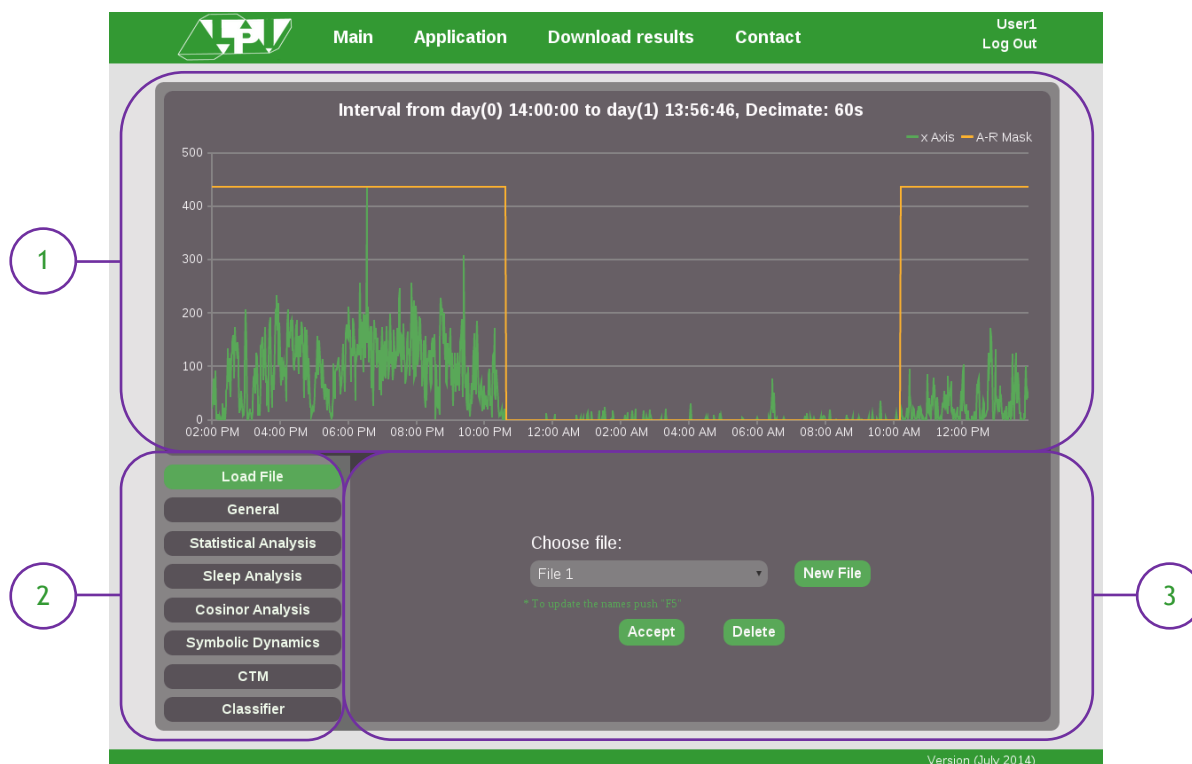 LPU Main Application Download results Contact User1
Log Out
Interval from day(0) 14:00:00 to day(1) 13:56:46, Decimate: 60s
x Axis A-R Mask
500
400
300
200
100
0
02:00 PM 04:00 PM 06:00 PM 08:00 PM 10:00 PM 12:00 AM 02:00 AM 04:00 AM 06:00 AM 08:00 AM 10:00 AM 12:00 PM
1
Load File
General
Statistical Analysis
Sleep Analysis
Cosinor Analysis
Symbolic Dynamics
CTM
Classifier
2
Choose file:
File 1 New File
* To update the names push "F5"
Accept Delete
3
Version (July 2014)